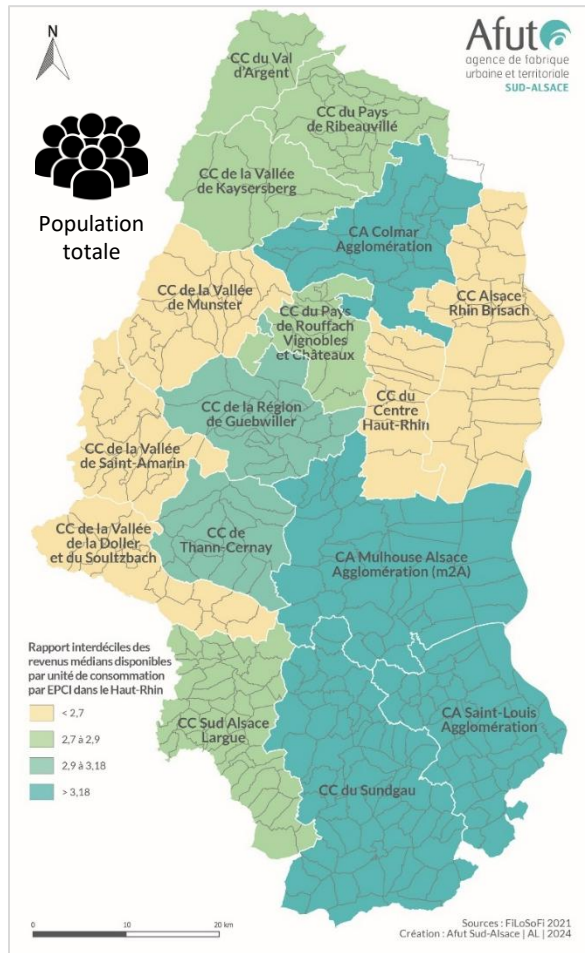 N
Afut
agence de fabrique
urbaine et territoriale
SUD-ALSACE
Population
totale
CC du Val
d'Argent
CC du Pays
de Ribeauvillé
CC de la Vallée
de Kaysersberg
CA Colmar
Agglomération
CC de la Vallée
de Munster
CC Alsace
Rhin Brisach
CC du Pays
de Rouffach
Vignobles
et Châteaux
CC du
Centre
Haut-Rhin
CC de la Région
de Guebwiller
CC de la Vallée
de Saint-Amarin
CC de la Vallée
de la Doller
et du Soultzbach
CC de
Thann-Cernay
CA Mulhouse Alsace
Agglomération (m2A)
CC Sud Alsace
Largue
CA Saint-Louis
Agglomération
CC du Sundgau
Rapport interdéciles des
revenus médians disponibles
par unité de consommation
par EPCI dans le Haut-Rhin
< 2,7
2,7 à 2,9
2,9 à 3,18
> 3,18
0 10 20 km
Sources : FiLoSoFi 2021
Création : Afut Sud-Alsace | AL | 2024